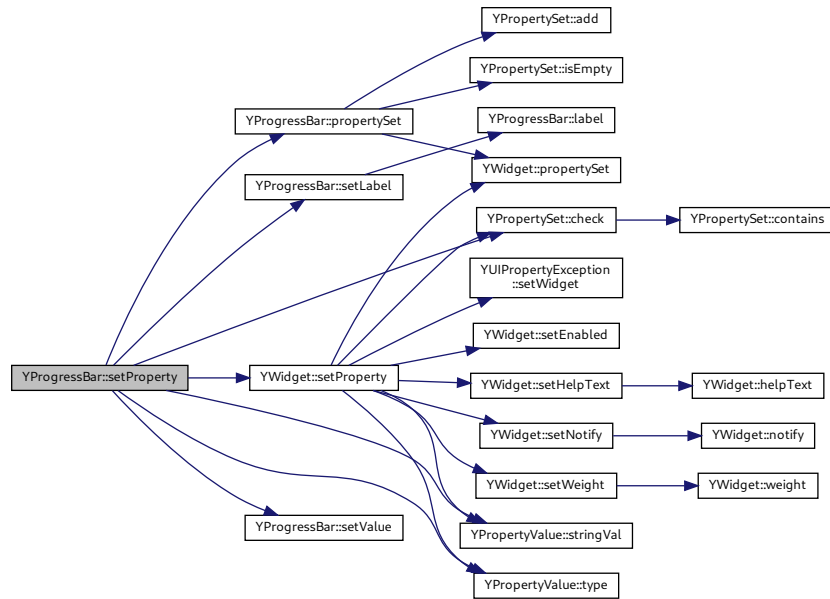 YPropertySet::add
YPropertySet::isEmpty
YProgressBar::propertySet
YProgressBar::label
YWidget::propertySet
YProgressBar::setLabel
YPropertySet::check
YPropertySet::contains
YUIPropertyException
::setWidget
YWidget::setEnabled
YProgressBar::setProperty
YWidget::setProperty
YWidget::setHelpText
YWidget::helpText
YWidget::setNotify
YWidget::notify
YWidget::setWeight
YWidget::weight
YProgressBar::setValue
YPropertyValue::stringVal
YPropertyValue::type